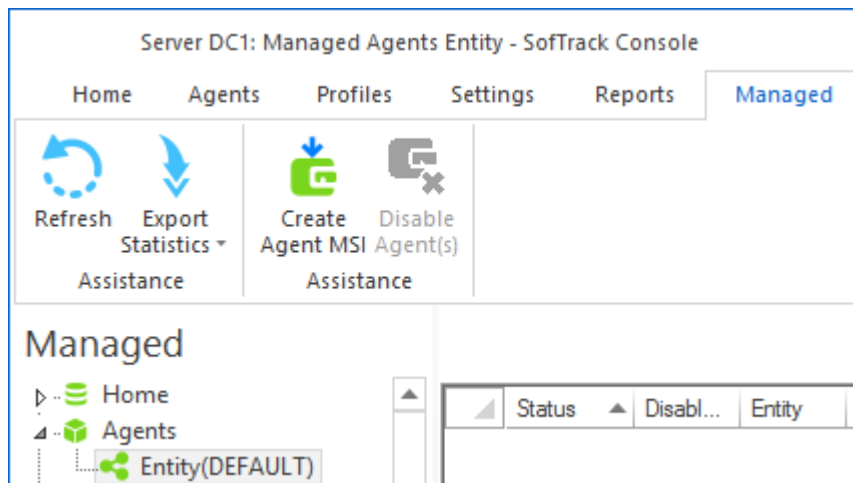 Server DC1: Managed Agents Entity - SofTrack Console
Home Agents Profiles Settings Reports Managed
Refresh Export Create Disable
Statistics Agent MSI Agent(s)
Assistance Assistance
Managed
Home
Status Disabl... Entity
Agents
Entity(DEFAULT)